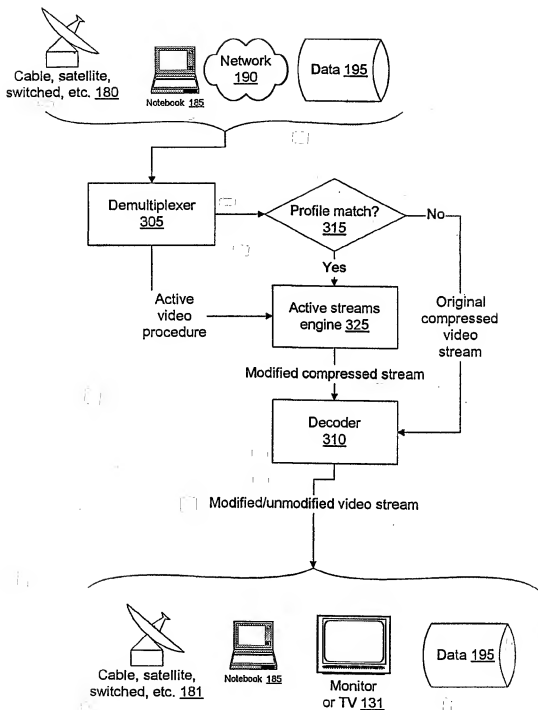 Cable, satellite,
switched, etc. 180
Notebook 185
Network
190
Data 195
Demultiplexer
305
Profile match?
315
No
Yes
Active
video
procedure
Active streams
engine 325
Original
compressed
video
stream
Modified compressed stream
Decoder
310
Modified/unmodified video stream
Cable, satellite,
switched, etc. 181
Notebook 185
Monitor
or TV 131
Data 195